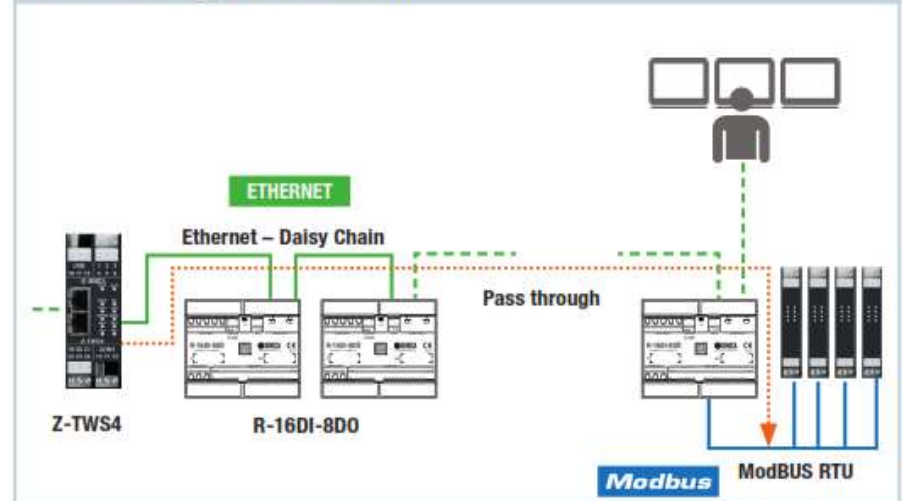 ETHERNET
Ethernet – Daisy Chain
Pass through
Z-TWS4
R-16DI-8DO
Modbus
ModBUS RTU